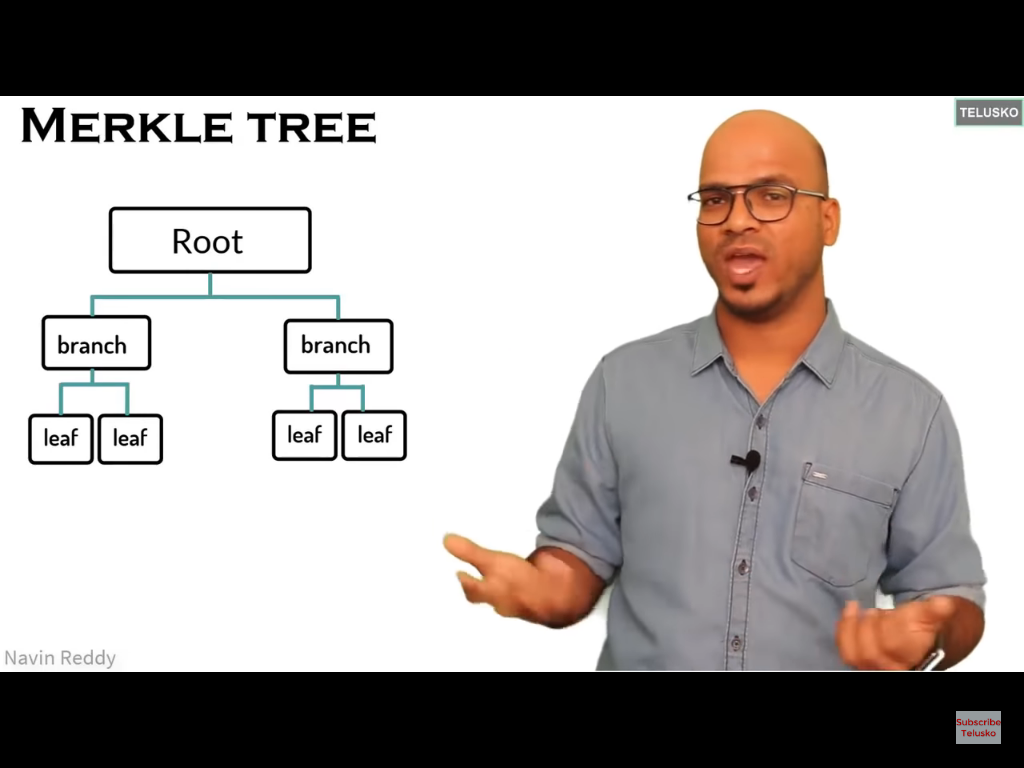 MERKLE TREE
TELUSKO
Root
branch
branch
leaf
leaf
leaf
leaf
Navin Reddy
Subscribe
Telusko